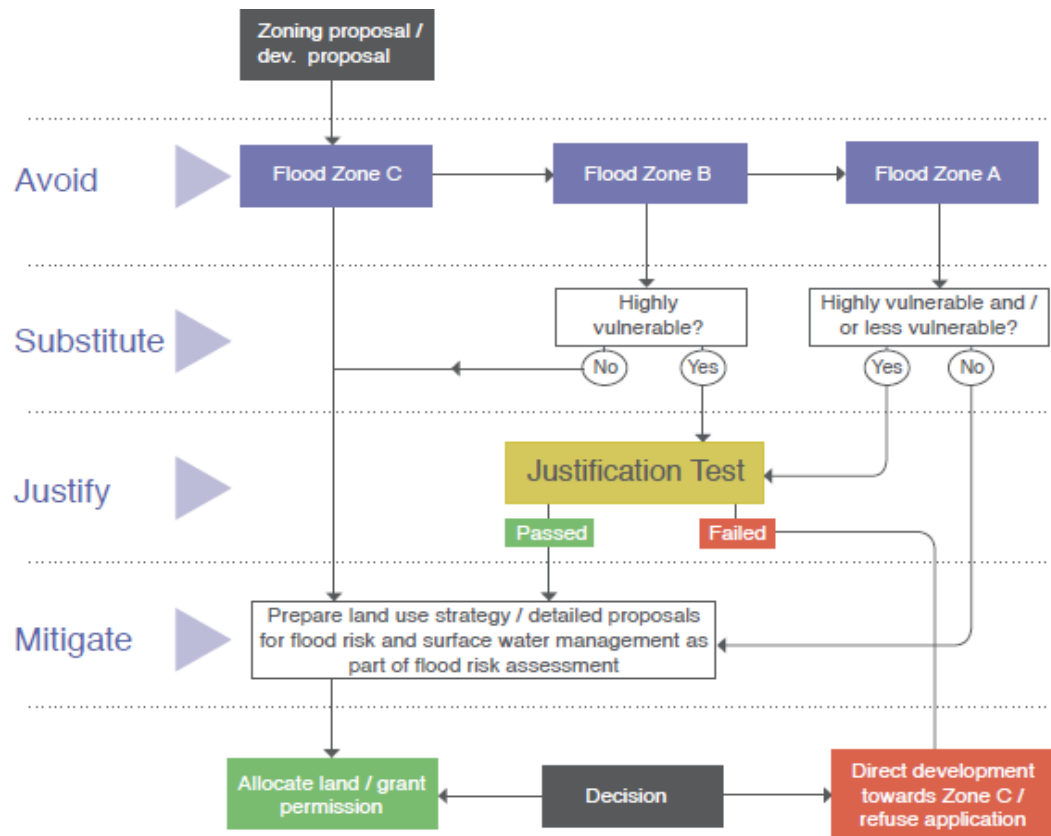 Zoning proposal /
dev. proposal
Avoid
Flood Zone C
Flood Zone B
Flood Zone A
Substitute
Highly
vulnerable?
No
Yes
Highly vulnerable and /
or less vulnerable?
Yes
No
Justify
Justification Test
Passed
Failed
Mitigate
Prepare land use strategy / detailed proposals
for flood risk and surface water management as
part of flood risk assessment
Allocate land / grant
permission
Decision
Direct development
towards Zone C /
refuse application